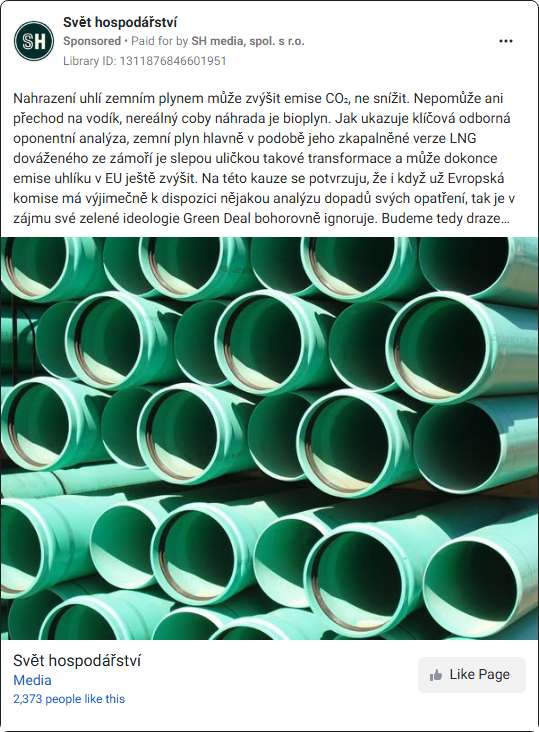 Svět hospodářství
SH
Sponsored • Paid for by SH media, spol. s r.o.
Library ID: 1311876846601951
Nahrazení uhlí zemním plynem může zvýšit emise CO₂, ne snížit. Nepomůže ani
přechod na vodík, nereálný coby náhrada je bioplyn. Jak ukazuje klíčová odborná
oponentní analýza, zemní plyn hlavně v podobě jeho zkapalněné verze LNG
dováženého ze zámoří je slepou uličkou takové transformace a může dokonce
emise uhlíku v EU ještě zvýšit. Na této kauze se potvrzuje, že i když už Evropská
komise má výjimečně k dispozici nějakou analýzu dopadů svých opatření, tak je v
zájmu své zelené ideologie Green Deal bohorovně ignoruje. Budeme tedy draze...
Svět hospodářství
Media
2,373 people like this
Like Page